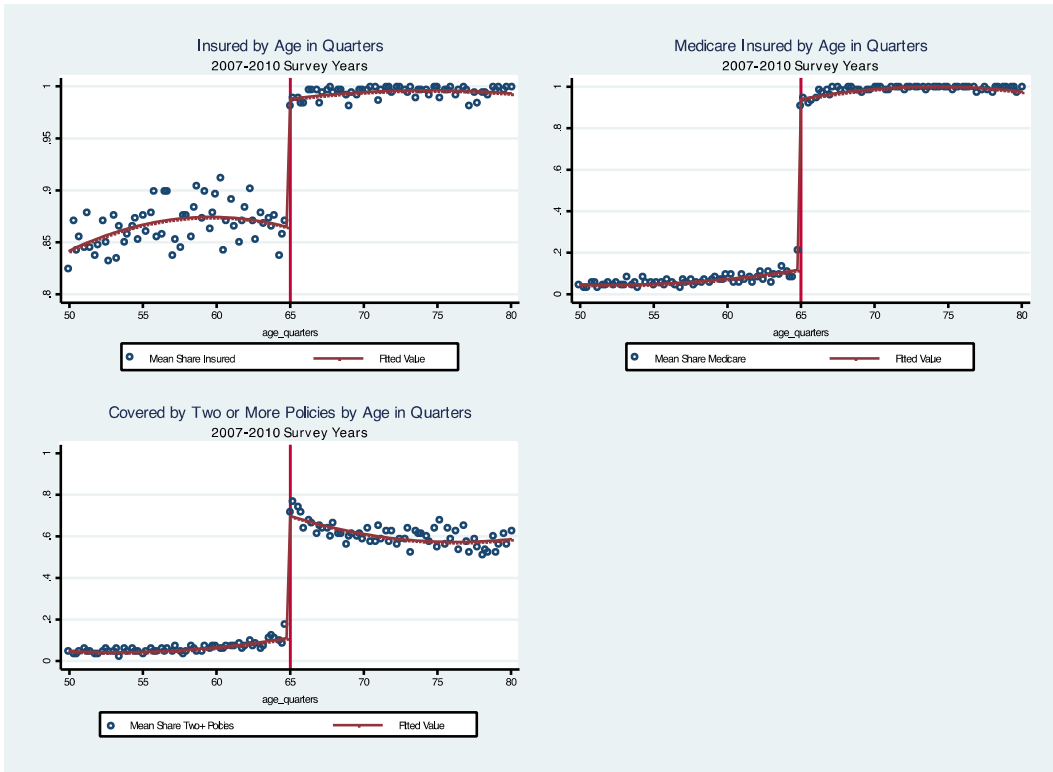 Insured by Age in Quarters
2007-2010 Survey Years
1
.95
.9
.85
.8
50 55 60 65 70 75 80
age_quarters
Mean Share Insured Fitted Value
Medicare Insured by Age in Quarters
2007-2010 Survey Years
1
.8
.6
.4
.2
0
50 55 60 65 70 75 80
age_quarters
Mean Share Medicare Fitted Value
Covered by Two or More Policies by Age in Quarters
2007-2010 Survey Years
1
.8
.6
.4
.2
0
50 55 60 65 70 75 80
age_quarters
Mean Share Two+ Policies Fitted Value